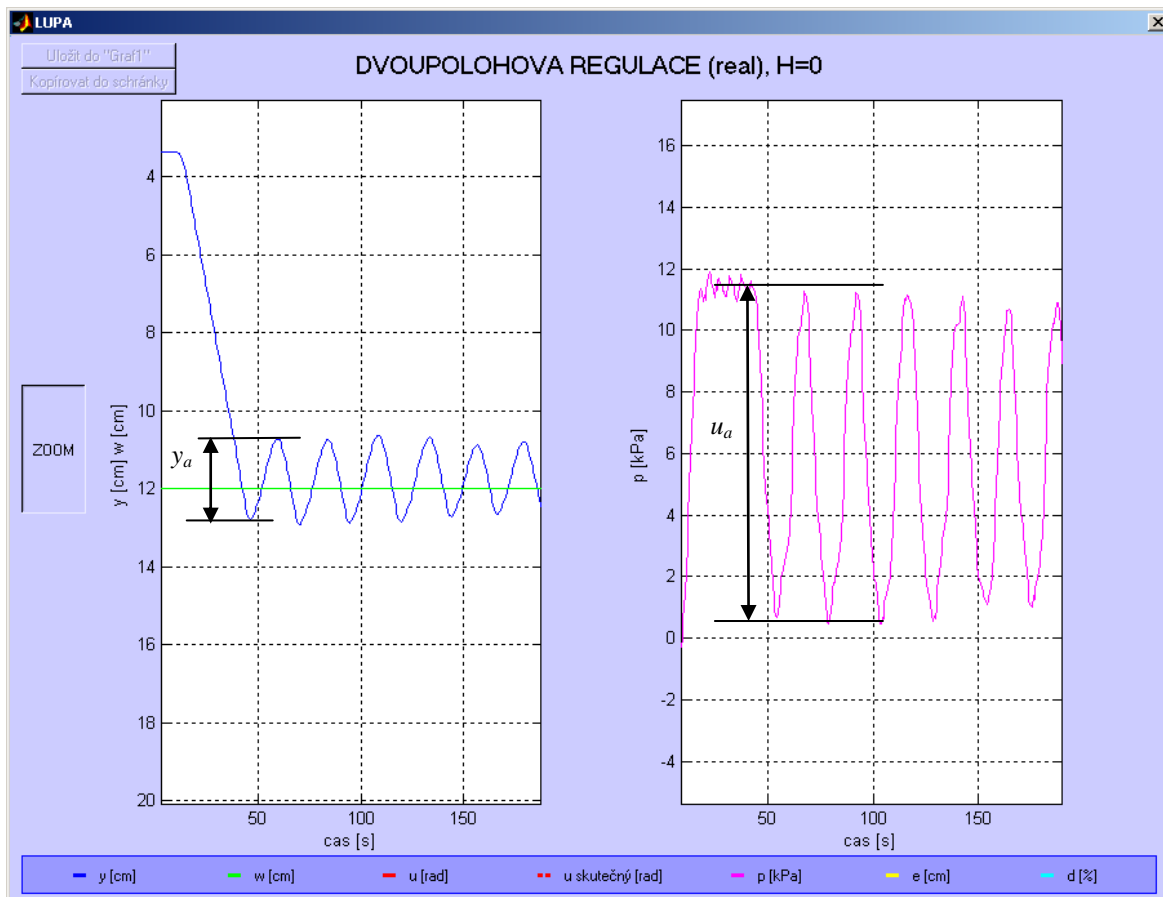 LUPA
Uložit do "Graf1"
Kopírovat do schránky
DVOUPOLOHOVA REGULACE (real), H=0
ZOOM
y [cm] w [cm]
4
6
8
10
12
14
16
18
20
50
100
150
cas [s]
yₐ
p [kPa]
16
14
12
10
8
6
4
2
0
-2
-4
50
100
150
cas [s]
uₐ
y [cm] w [cm] u [rad] u skutečný [rad] p [kPa] e [cm] d [%]